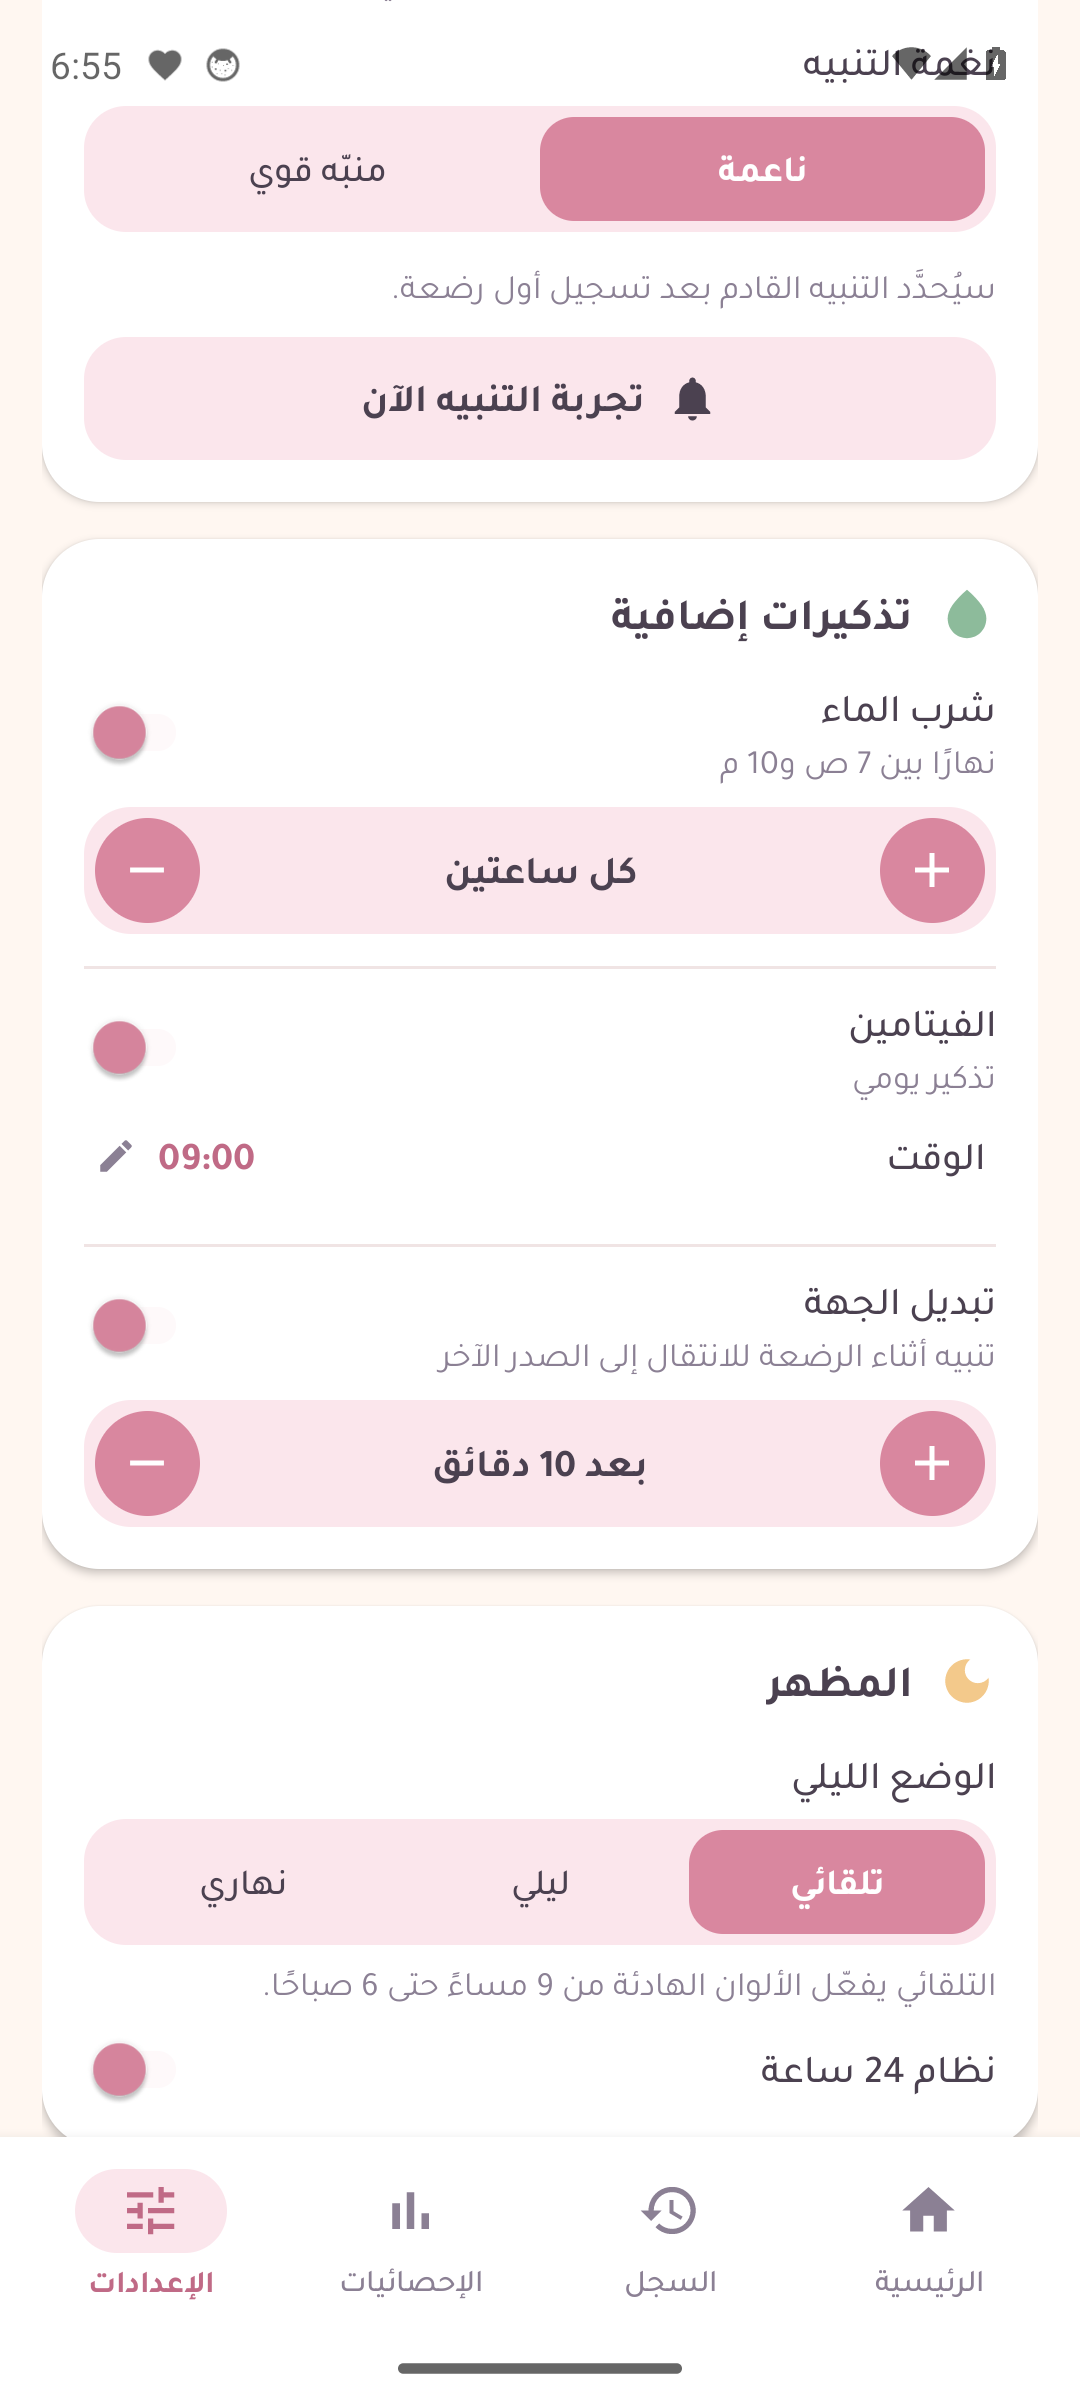 6:55
نغمة التنبيه
ناعمة
منبّه قوي
سيُحدَّد التنبيه القادم بعد تسجيل أول رضعة.
تجربة التنبيه الآن
تذكيرات إضافية
شرب الماء
نهارًا بين 7 ص و10 م
كل ساعتين
الفيتامين
تذكير يومي
الوقت
09:00
تبديل الجهة
تنبيه أثناء الرضعة للانتقال إلى الصدر الآخر
بعد 10 دقائق
المظهر
الوضع الليلي
تلقائي
ليلي
نهاري
التلقائي يفعّل الألوان الهادئة من 9 مساءً حتى 6 صباحًا.
نظام 24 ساعة
الرئيسية
السجل
الإحصائيات
الإعدادات